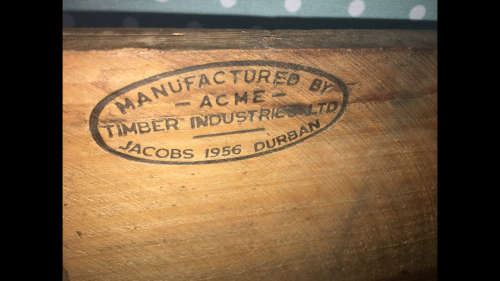 MANUFACTURED BY
- ACME -
TIMBER INDUSTRIES LTD
JACOBS 1956 DURBAN